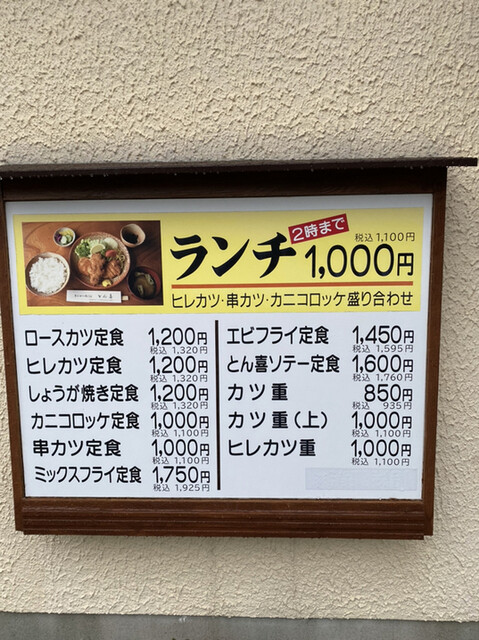 ランチ
2時まで
税込 1,100円
1,000円
ヒレカツ・串カツ・カニコロッケ盛り合わせ
ロースカツ定食 1,200円
税込 1,320円
ヒレカツ定食 1,200円
税込 1,320円
しょうが焼き定食 1,200円
税込 1,320円
カニコロッケ定食 1,000円
税込 1,100円
串カツ定食 1,000円
税込 1,100円
ミックスフライ定食 1,750円
税込 1,925円
エビフライ定食 1,450円
税込 1,595円
とん喜ソテー定食 1,600円
税込 1,760円
カツ重 850円
税込 935円
カツ重(上) 1,000円
税込 1,100円
ヒレカツ重 1,000円
税込 1,100円